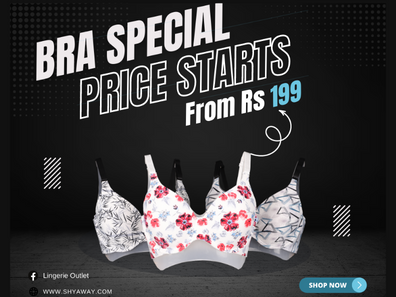 BRA SPECIAL
PRICE STARTS
From Rs 199
Lingerie Outlet
WWW.SHYAWAY.COM
SHOP NOW